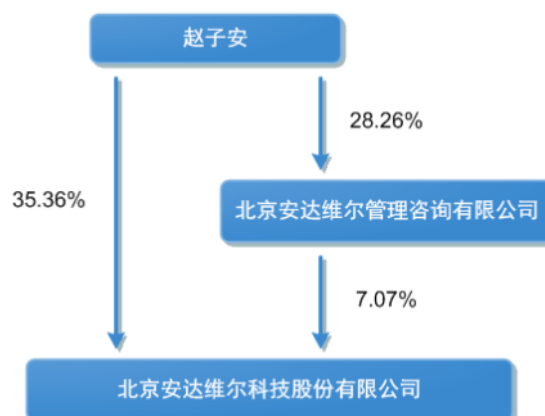 赵子安
28.26%
35.36%
北京安达维尔管理咨询有限公司
7.07%
北京安达维尔科技股份有限公司